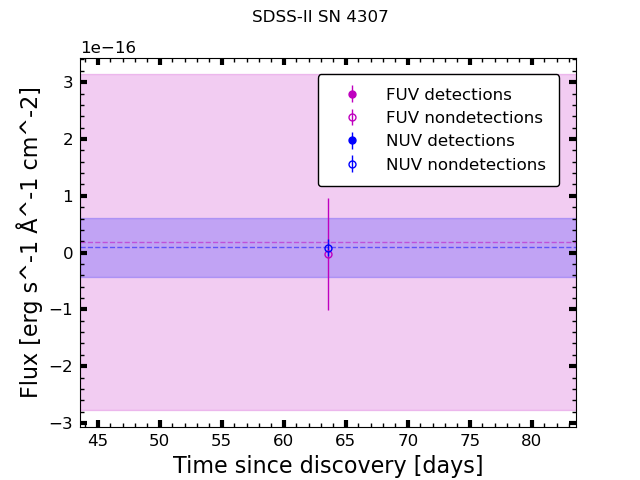 SDSS-II SN 4307
1e−16
FUV detections
FUV nondetections
NUV detections
NUV nondetections
3
2
1
0
−1
−2
−3
45 50 55 60 65 70 75 80
Flux [erg s^-1 Å^-1 cm^-2]
Time since discovery [days]